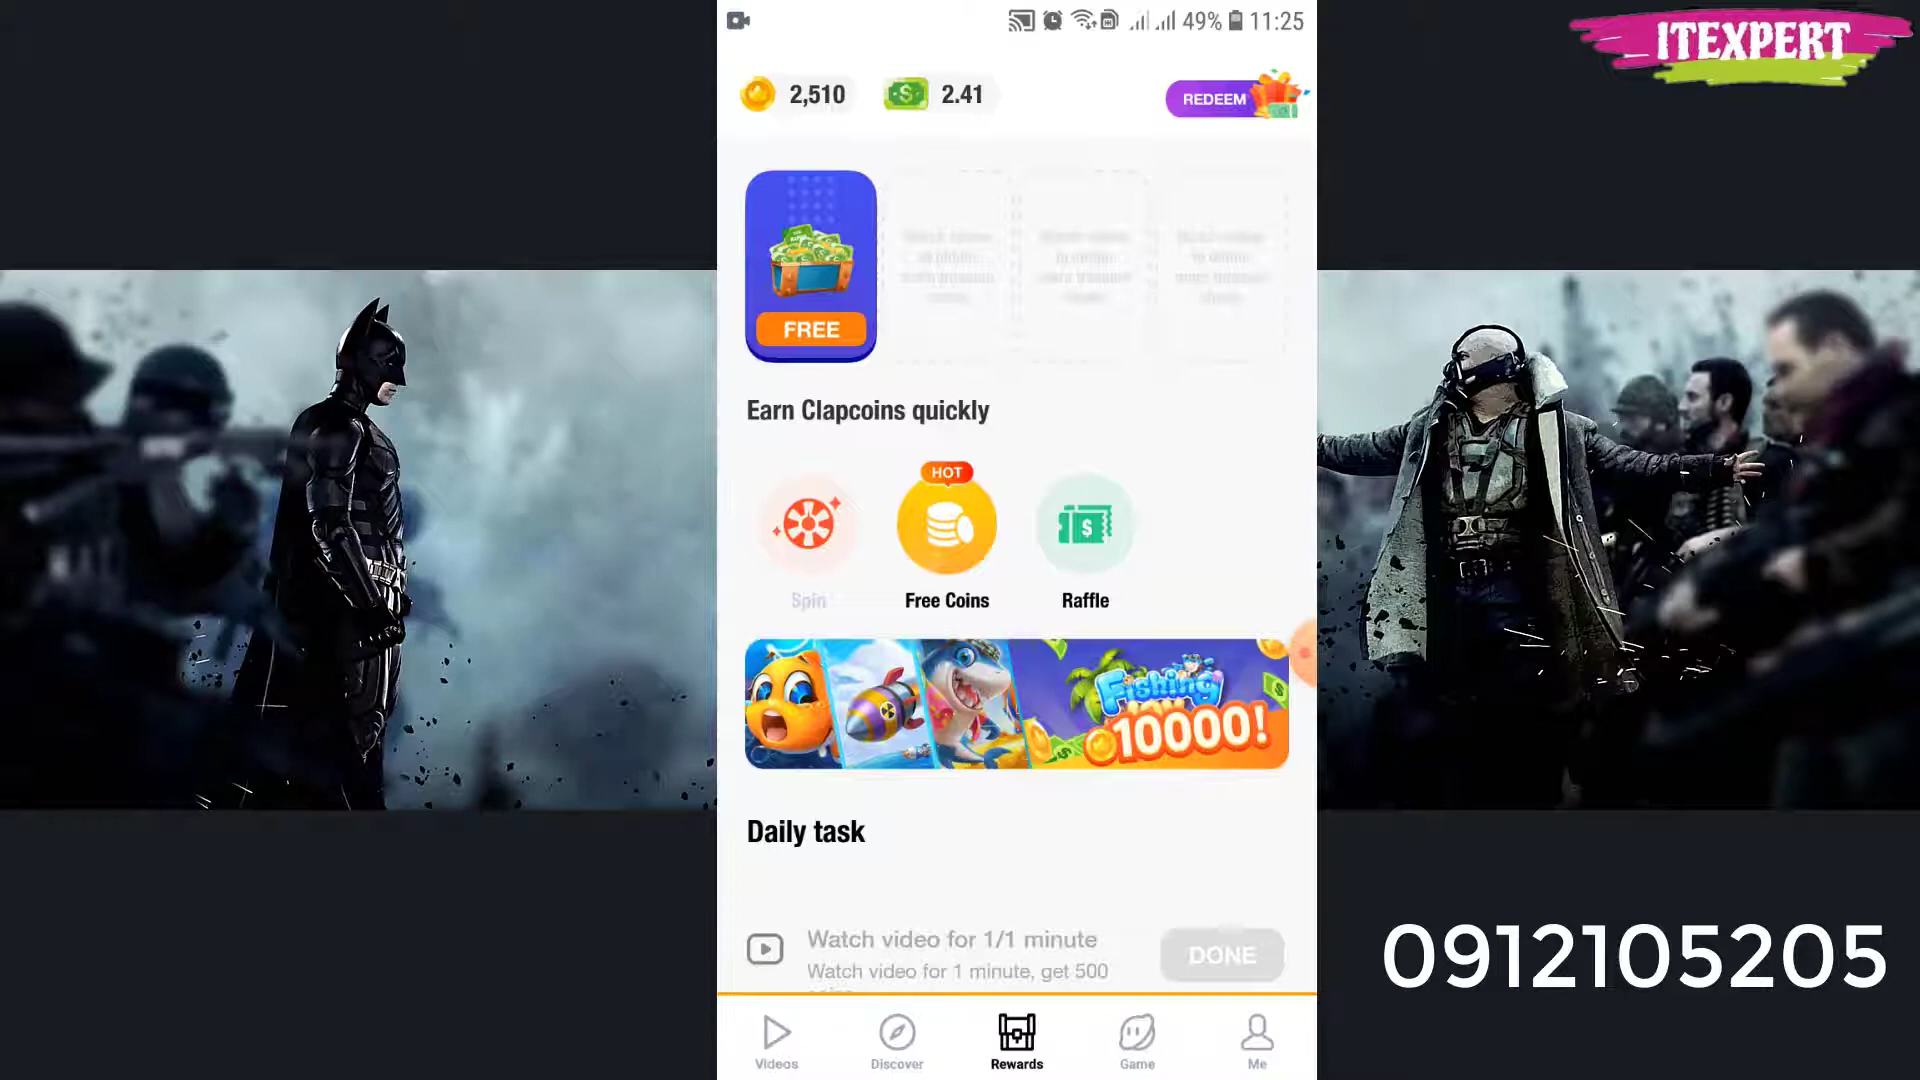 49% 11:25
ITEXPERT
2,510
2.41
REDEEM
FREE
Earn Clapcoins quickly
HOT
Spin
Free Coins
Raffle
Fishing
10000!
Daily task
Watch video for 1/1 minute
Watch video for 1 minute, get 500
DONE
0912105205
Videos
Discover
Rewards
Game
Me